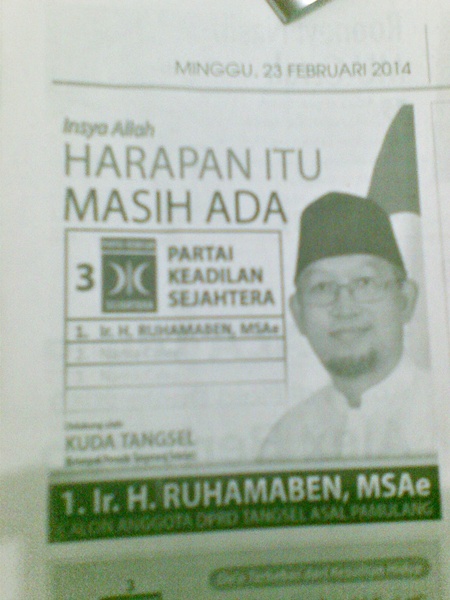 MINGGU, 23 FEBRUARI 2014
Insya Allah
HARAPAN ITU
MASIH ADA
3
PARTAI
KEADILAN
SEJAHTERA
1. Ir. H. RUHAMABEN, MSAe
KUDA TANGSEL
1. Ir. H. RUHAMABEN, MSAe
CALON ANGGOTA DPRD TANGSEL ASAL PAMULANG